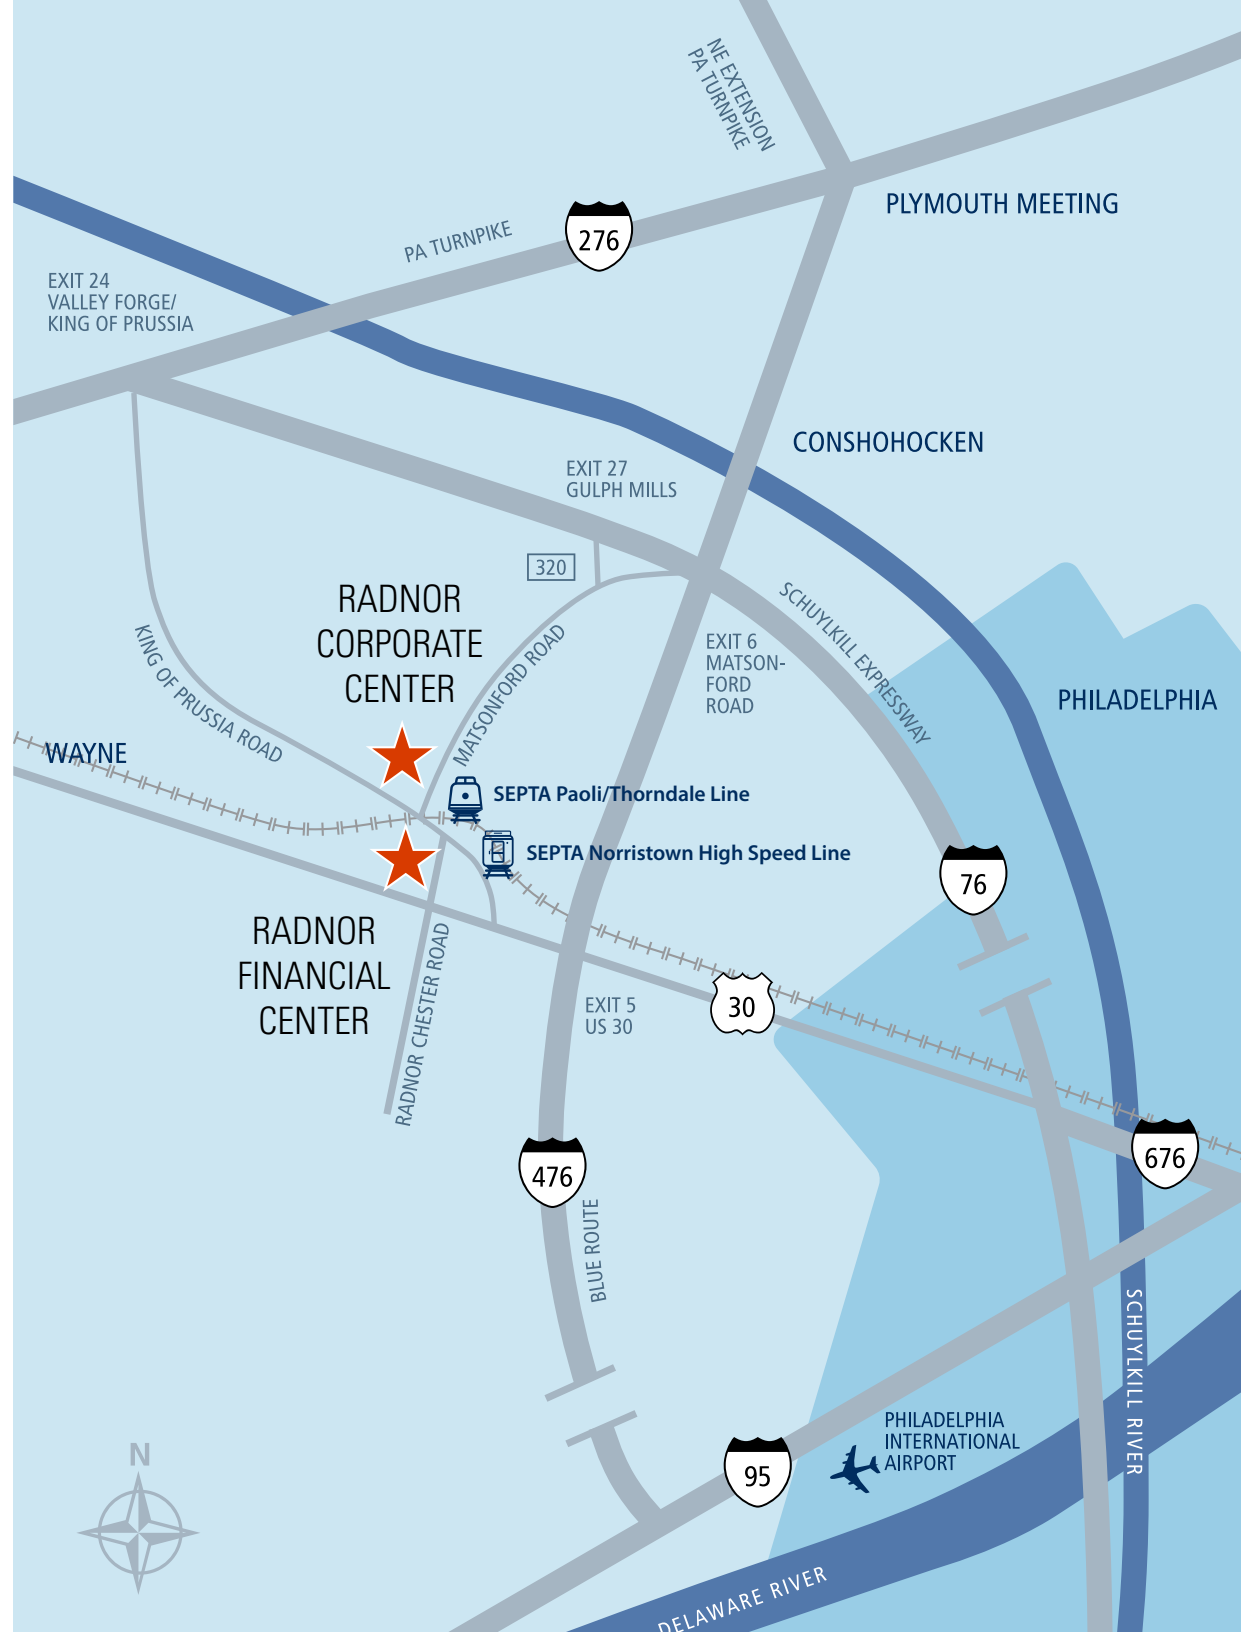 NE EXTENSION
PA TURNPIKE
PLYMOUTH MEETING
PA TURNPIKE
276
EXIT 24
VALLEY FORGE/
KING OF PRUSSIA
CONSHOHOCKEN
EXIT 27
GULPH MILLS
320
RADNOR
CORPORATE
CENTER
KING OF PRUSSIA ROAD
MATSONFORD ROAD
SCHUYLKILL EXPRESSWAY
EXIT 6
MATSON-
FORD
ROAD
PHILADELPHIA
WAYNE
SEPTA Paoli/Thorndale Line
SEPTA Norristown High Speed Line
76
RADNOR
FINANCIAL
CENTER
RADNOR CHESTER ROAD
EXIT 5
US 30
30
476
676
BLUE ROUTE
SCHUYLKILL RIVER
PHILADELPHIA
INTERNATIONAL
AIRPORT
95
N
DELAWARE RIVER